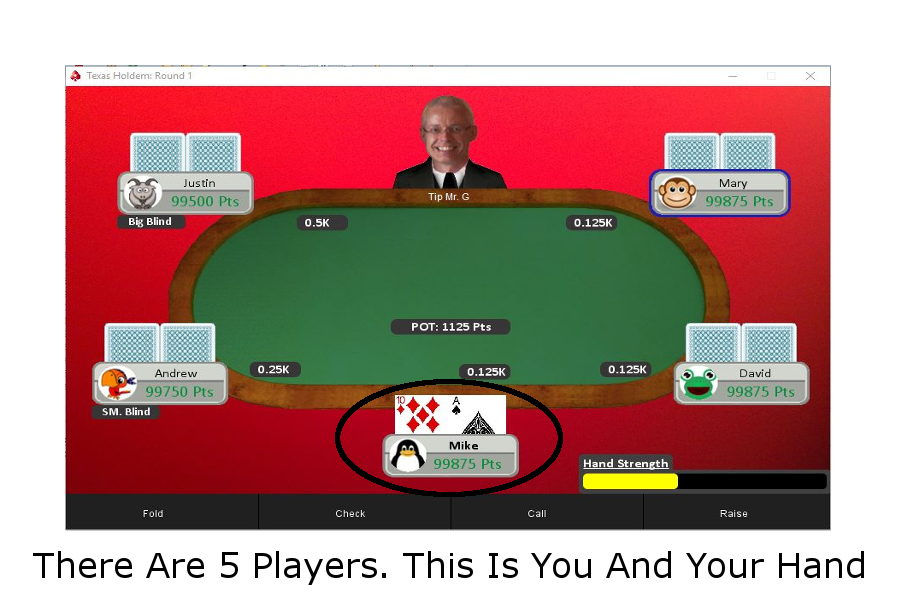 Texas Holdem: Round 1
Justin
99500 Pts
Big Blind
Mary
99875 Pts
Tip Mr. G
0.5K
0.125K
POT: 1125 Pts
Andrew
99750 Pts
SM. Blind
0.25K
0.125K
0.125K
David
99875 Pts
10
A
Mike
99875 Pts
Hand Strength
Fold
Check
Call
Raise
There Are 5 Players. This Is You And Your Hand